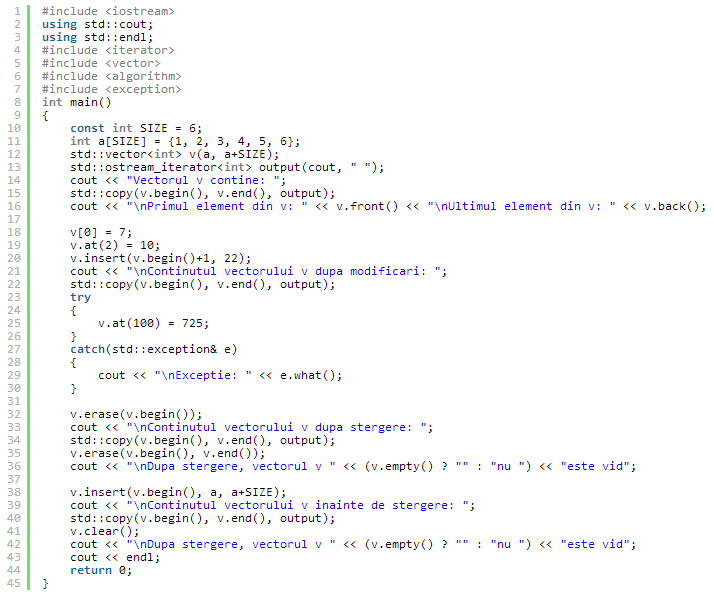 1 #include <iostream>
2 using std::cout;
3 using std::endl;
4 #include <iterator>
5 #include <vector>
6 #include <algorithm>
7 #include <exception>
8 int main()
9 {
10     const int SIZE = 6;
11     int a[SIZE] = {1, 2, 3, 4, 5, 6};
12     std::vector<int> v(a, a+SIZE);
13     std::ostream_iterator<int> output(cout, " ");
14     cout << "Vectorul v contine: ";
15     std::copy(v.begin(), v.end(), output);
16     cout << "\nPrimul element din v: " << v.front() << "\nUltimul element din v: " << v.back();
17
18     v[0] = 7;
19     v.at(2) = 10;
20     v.insert(v.begin()+1, 22);
21     cout << "\nContinutul vectorului v dupa modificari: ";
22     std::copy(v.begin(), v.end(), output);
23     try
24     {
25         v.at(100) = 725;
26     }
27     catch(std::exception& e)
28     {
29         cout << "\nExceptie: " << e.what();
30     }
31
32     v.erase(v.begin());
33     cout << "\nContinutul vectorului v dupa stergere: ";
34     std::copy(v.begin(), v.end(), output);
35     v.erase(v.begin(), v.end());
36     cout << "\nDupa stergere, vectorul v " << (v.empty() ? "" : "nu ") << "este vid";
37
38     v.insert(v.begin(), a, a+SIZE);
39     cout << "\nContinutul vectorului v inainte de stergere: ";
40     std::copy(v.begin(), v.end(), output);
41     v.clear();
42     cout << "\nDupa stergere, vectorul v " << (v.empty() ? "" : "nu ") << "este vid";
43     cout << endl;
44     return 0;
45 }